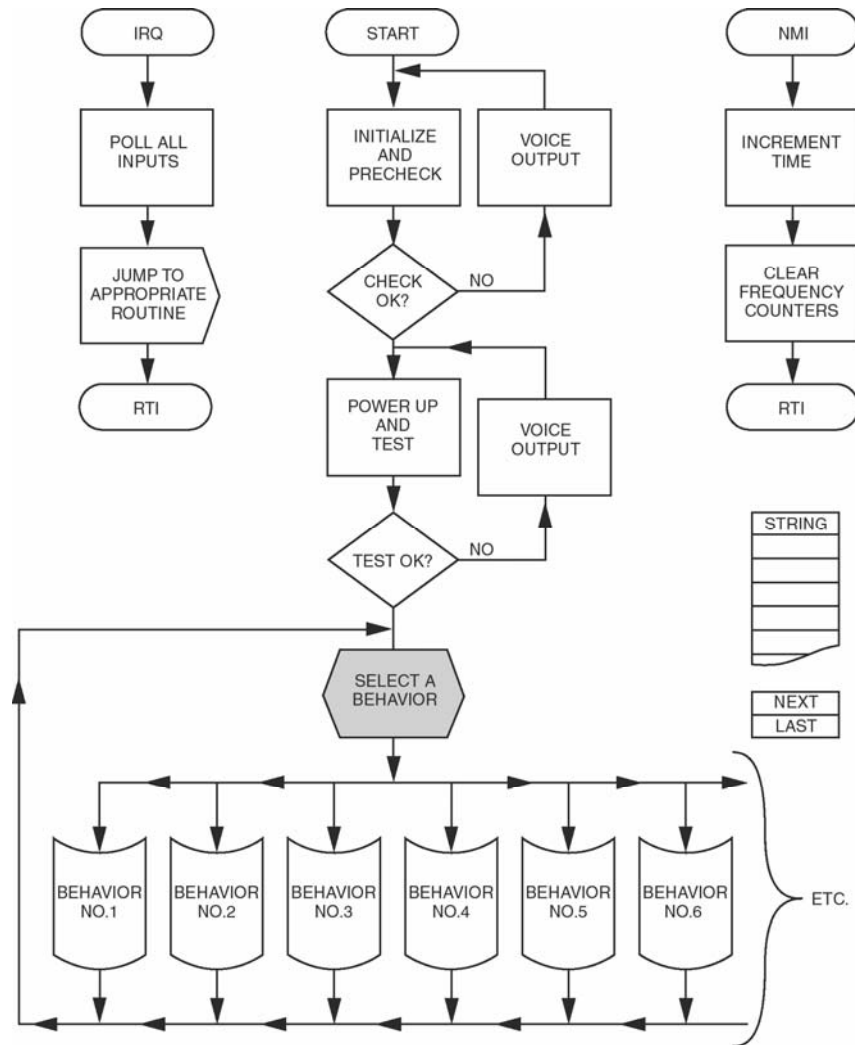 IRQ
POLL ALL
INPUTS
JUMP TO
APPROPRIATE
ROUTINE
RTI
START
INITIALIZE
AND
PRECHECK
VOICE
OUTPUT
CHECK
OK?
NO
POWER UP
AND
TEST
VOICE
OUTPUT
TEST OK?
NO
SELECT A
BEHAVIOR
NMI
INCREMENT
TIME
CLEAR
FREQUENCY
COUNTERS
RTI
STRING
NEXT
LAST
BEHAVIOR
NO.1
BEHAVIOR
NO.2
BEHAVIOR
NO.3
BEHAVIOR
NO.4
BEHAVIOR
NO.5
BEHAVIOR
NO.6
ETC.